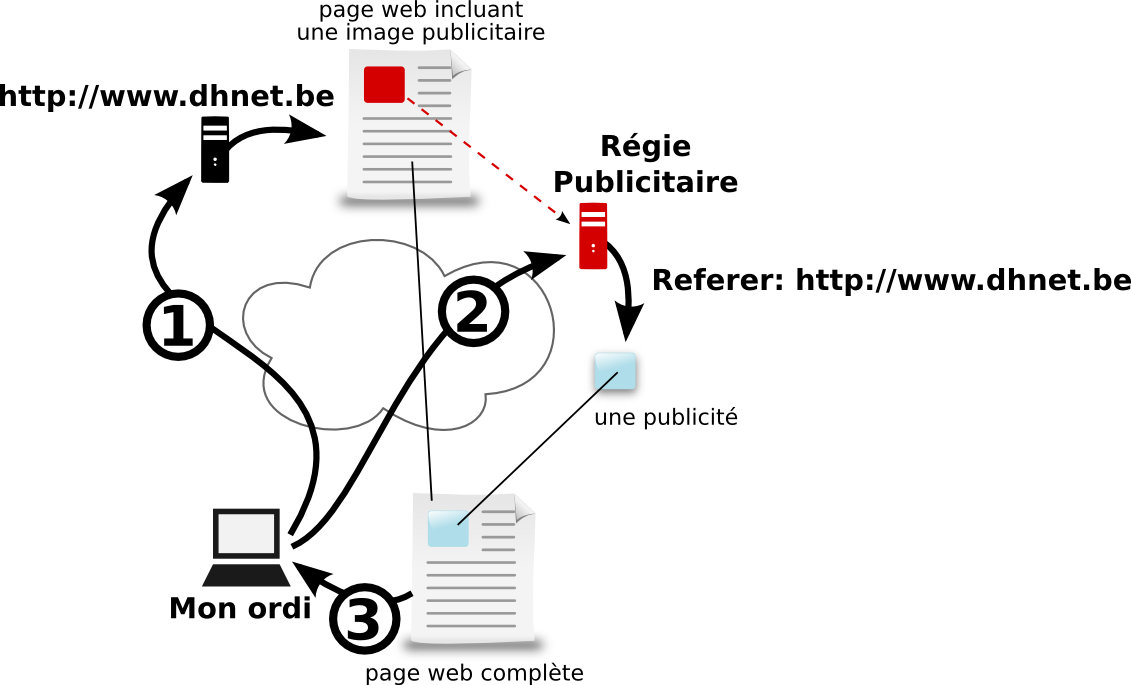 page web incluant
une image publicitaire
http://www.dhnet.be
Régie
Publicitaire
Referer: http://www.dhnet.be
1
2
une publicité
Mon ordi
3
page web complète